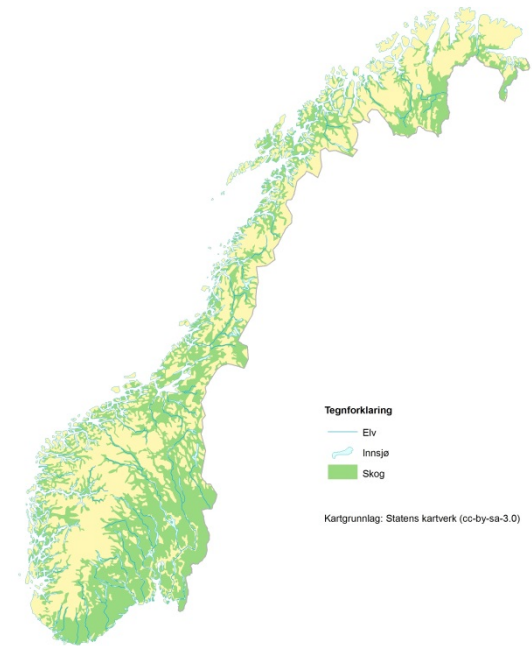 Tegnforklaring
Elv
Innsjø
Skog
Kartgrunnlag: Statens kartverk (cc-by-sa-3.0)